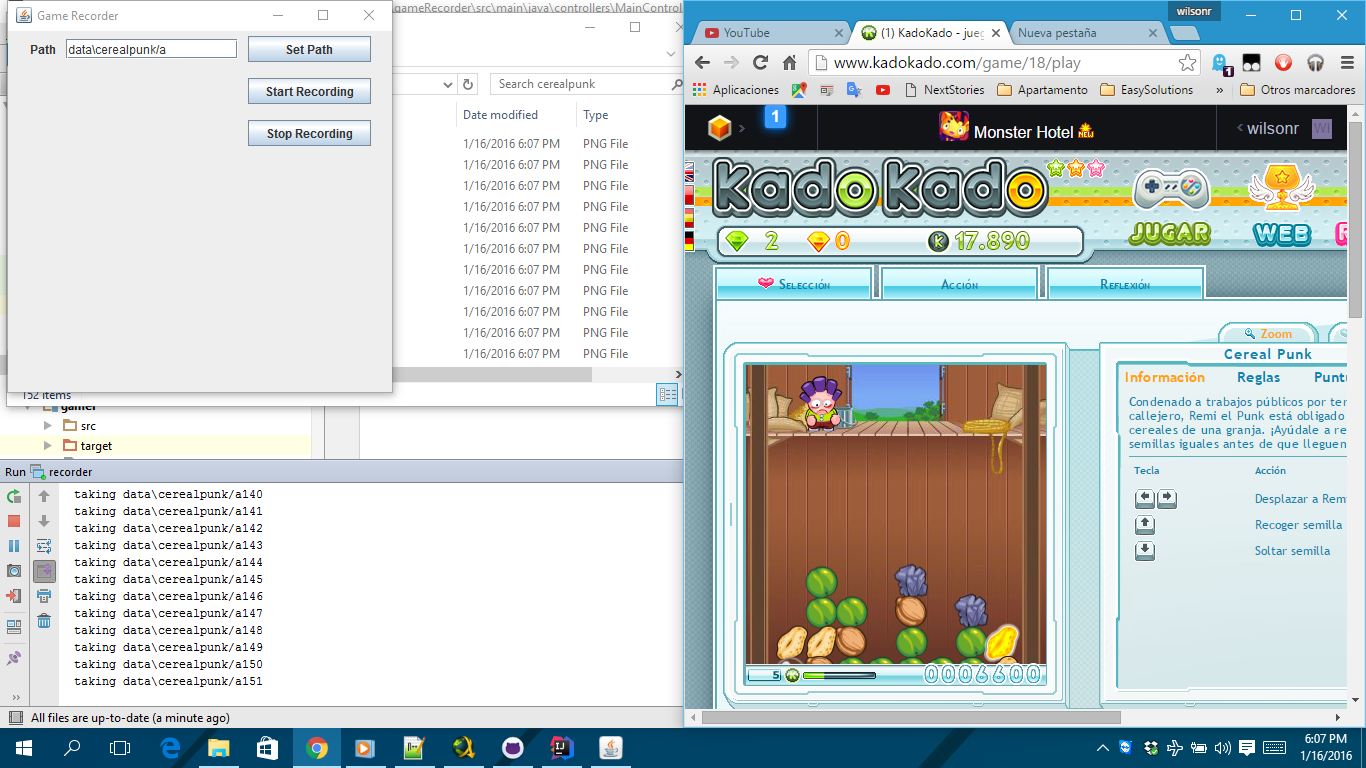 Game Recorder
Path
data\cerealpunk/a
Set Path
Start Recording
Stop Recording
gameRecorder\src\main\java\controllers\MainControl
Search cerealpunk
Date modified
Type
1/16/2016 6:07 PM PNG File
1/16/2016 6:07 PM PNG File
1/16/2016 6:07 PM PNG File
1/16/2016 6:07 PM PNG File
1/16/2016 6:07 PM PNG File
1/16/2016 6:07 PM PNG File
1/16/2016 6:07 PM PNG File
1/16/2016 6:07 PM PNG File
1/16/2016 6:07 PM PNG File
1/16/2016 6:07 PM PNG File
1/16/2016 6:07 PM PNG File
152 items
src
target
Run recorder
taking data\cerealpunk/a140
taking data\cerealpunk/a141
taking data\cerealpunk/a142
taking data\cerealpunk/a143
taking data\cerealpunk/a144
taking data\cerealpunk/a145
taking data\cerealpunk/a146
taking data\cerealpunk/a147
taking data\cerealpunk/a148
taking data\cerealpunk/a149
taking data\cerealpunk/a150
taking data\cerealpunk/a151
All files are up-to-date (a minute ago)
wilsonr
YouTube
(1) KadoKado - jueg
Nueva pestaña
www.kadokado.com/game/18/play
1
Aplicaciones
NextStories
Apartamento
EasySolutions
»
Otros marcadores
1
Monster Hotel
NEW
wilsonr
WI
KadoKado
2
0
K 17.890
JUGAR
WEB
Selección
Acción
Reflexión
Zoom
Cereal Punk
Información
Reglas
Puntu
Condenado a trabajos públicos por ter
callejero, Remi el Punk está obligado
cereales de una granja. ¡Ayúdale a re
semillas iguales antes de que lleguen
Tecla
Acción
Desplazar a Remi
Recoger semilla
Soltar semilla
5
0006600
6:07 PM
1/16/2016